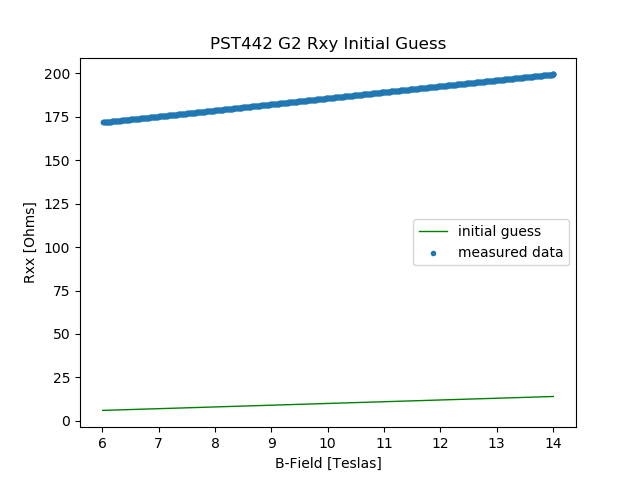 PST442 G2 Rxy Initial Guess
Rxx [Ohms]
200
175
150
125
100
75
50
25
0
initial guess
measured data
6 7 8 9 10 11 12 13 14
B-Field [Teslas]